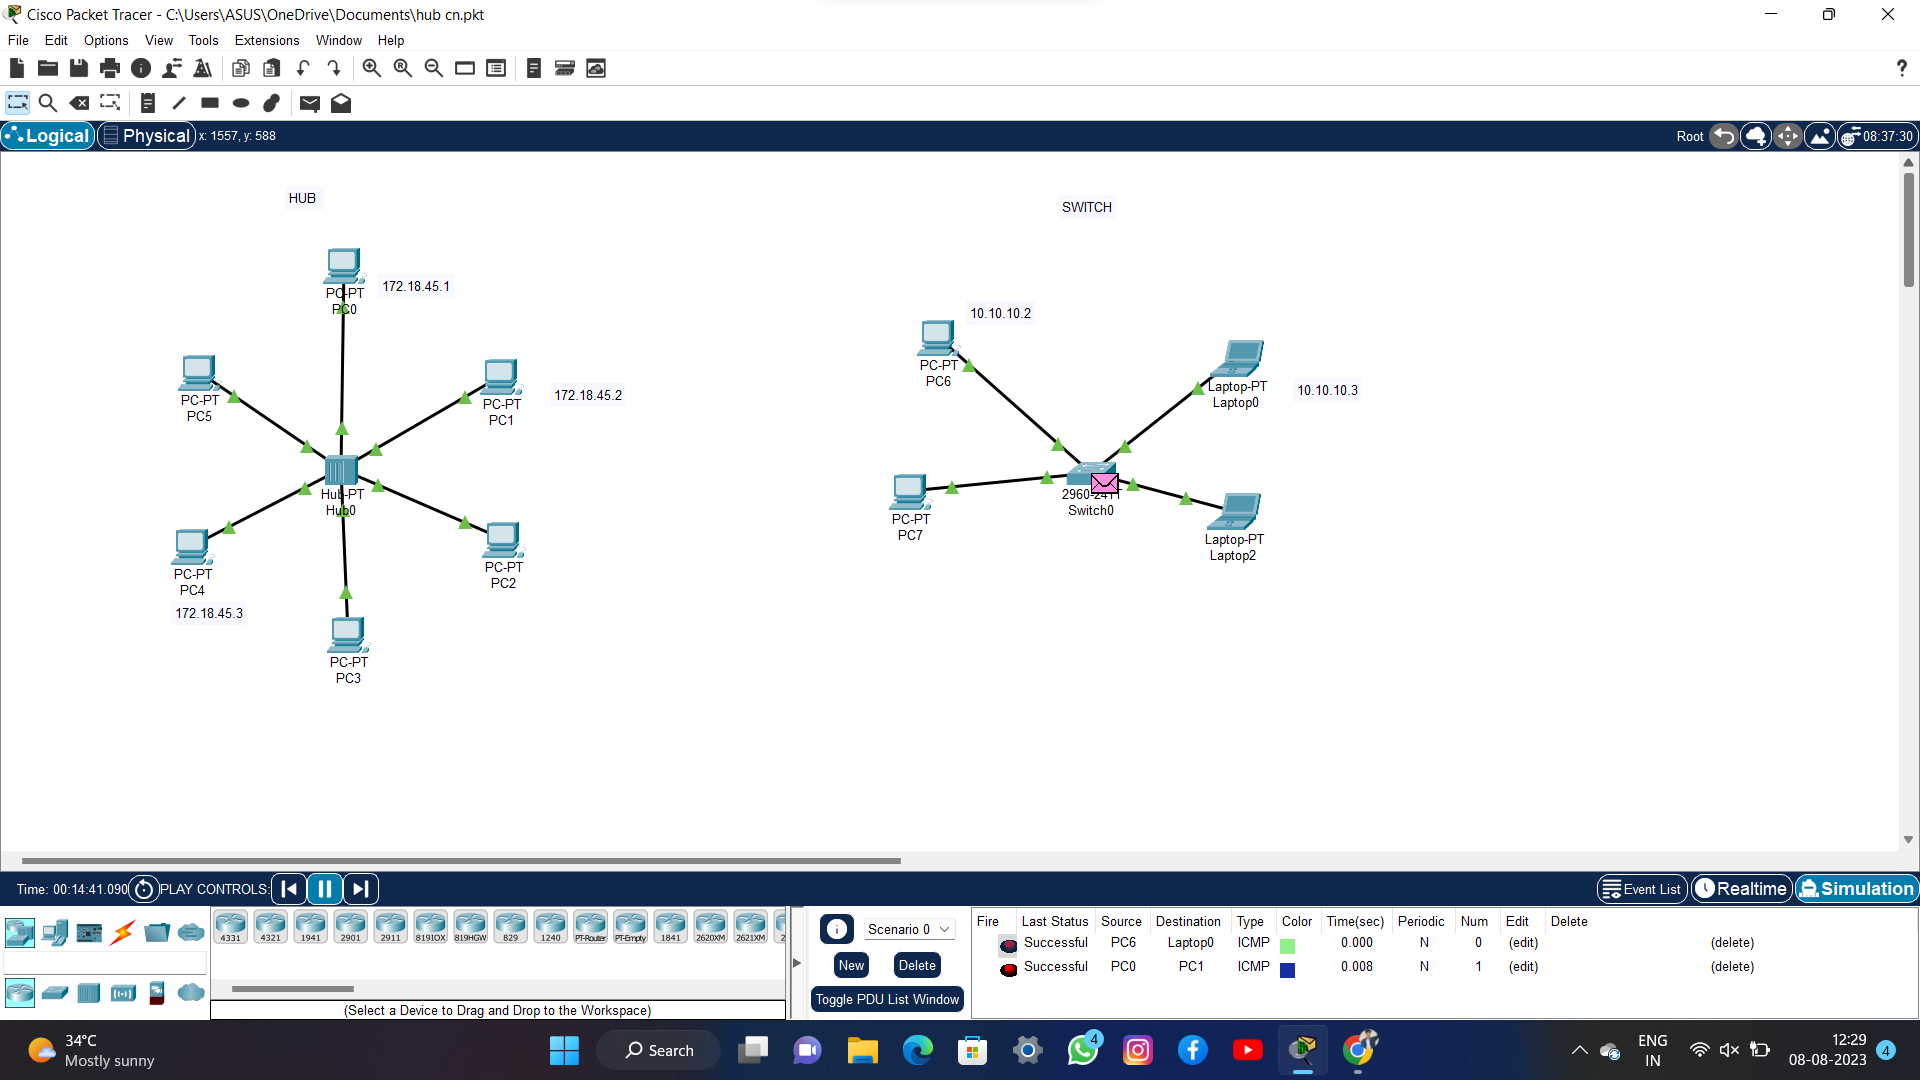 Cisco Packet Tracer - C:\Users\ASUS\OneDrive\Documents\hub cn.pkt
File Edit Options View Tools Extensions Window Help
?
Logical Physical x: 1557, y: 588
Root 08:37:30
HUB
SWITCH
PC-PT
PC0
172.18.45.1
10.10.10.2
PC-PT
PC6
Laptop-PT
Laptop0
10.10.10.3
PC-PT
PC5
PC-PT
PC1
172.18.45.2
Hub-PT
Hub0
2960-24TT
Switch0
PC-PT
PC7
Laptop-PT
Laptop2
PC-PT
PC4
172.18.45.3
PC-PT
PC2
PC-PT
PC3
Time: 00:14:41.090 PLAY CONTROLS:
Event List Realtime Simulation
4331 4321 1941 2901 2911 819IOX 819HGW 829 1240 PT-Router PT-Empty 1841 2620XM 2621XM 2
(Select a Device to Drag and Drop to the Workspace)
Scenario 0
New Delete
Toggle PDU List Window
Fire Last Status Source Destination Type Color Time(sec) Periodic Num Edit Delete
Successful PC6 Laptop0 ICMP 0.000 N 0 (edit) (delete)
Successful PC0 PC1 ICMP 0.008 N 1 (edit) (delete)
34°C
Mostly sunny
Search
4
ENG
IN
12:29
08-08-2023
4